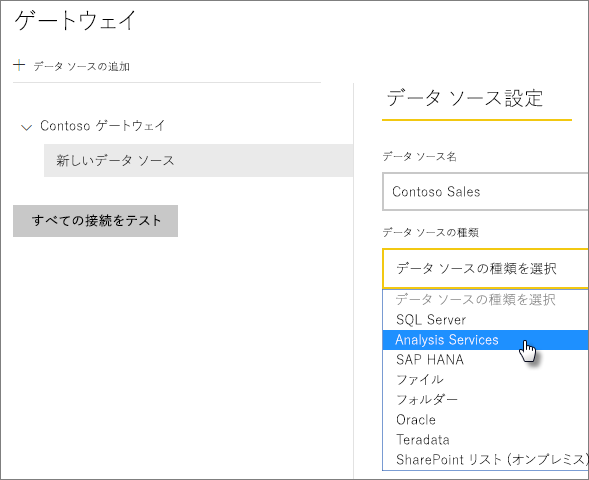 ゲートウェイ
+ データ ソースの追加
Contoso ゲートウェイ
新しいデータ ソース
すべての接続をテスト
データ ソース設定
データ ソース名
Contoso Sales
データ ソースの種類
データ ソースの種類を選択
データ ソースの種類を選択
SQL Server
Analysis Services
SAP HANA
ファイル
フォルダー
Oracle
Teradata
SharePoint リスト (オンプレミス)